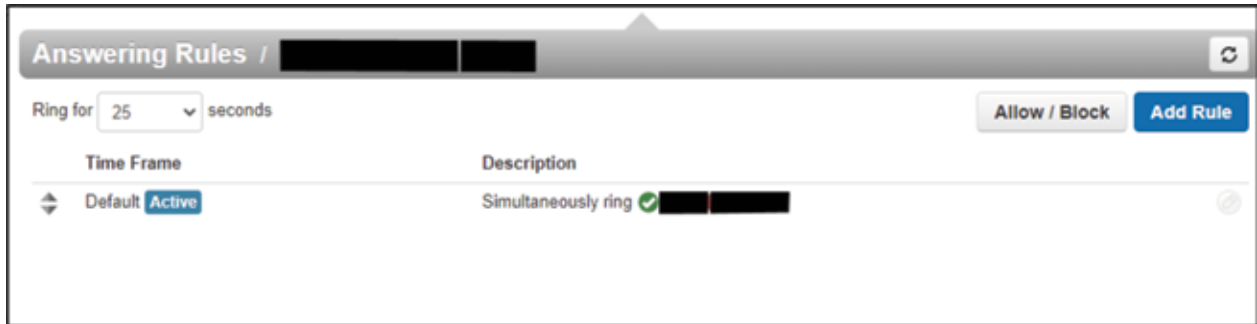 Answering Rules /
Ring for 25 seconds Allow / Block Add Rule
Time Frame Description
Default Active Simultaneously ring